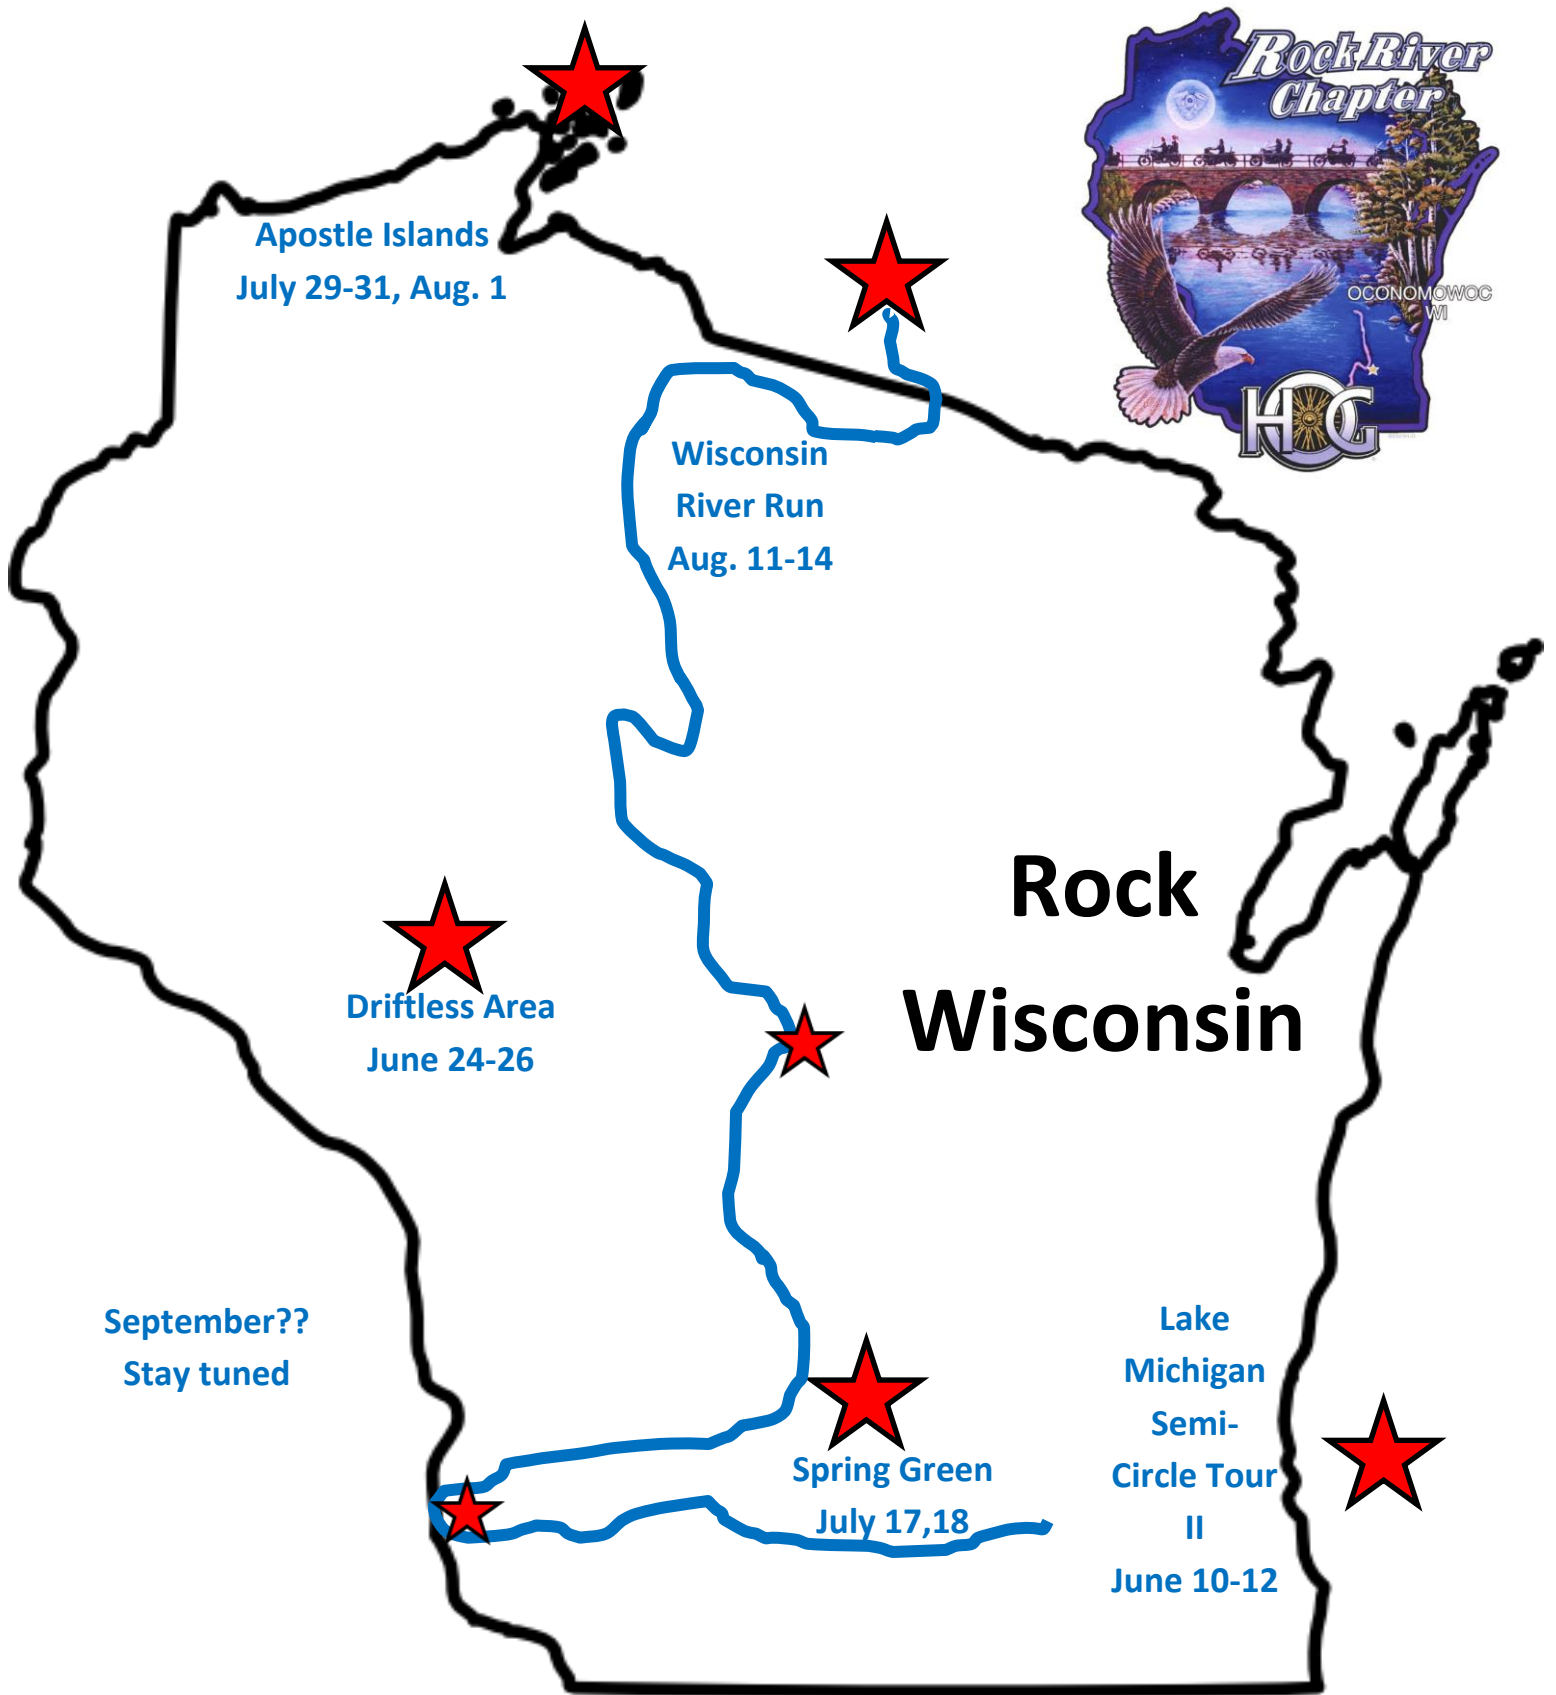 Rock River
Chapter
OCONOMOWOC
WI
HOG
Apostle Islands
July 29-31, Aug. 1
Wisconsin
River Run
Aug. 11-14
Rock
Wisconsin
Driftless Area
June 24-26
September??
Stay tuned
Spring Green
July 17,18
Lake
Michigan
Semi-
Circle Tour
II
June 10-12